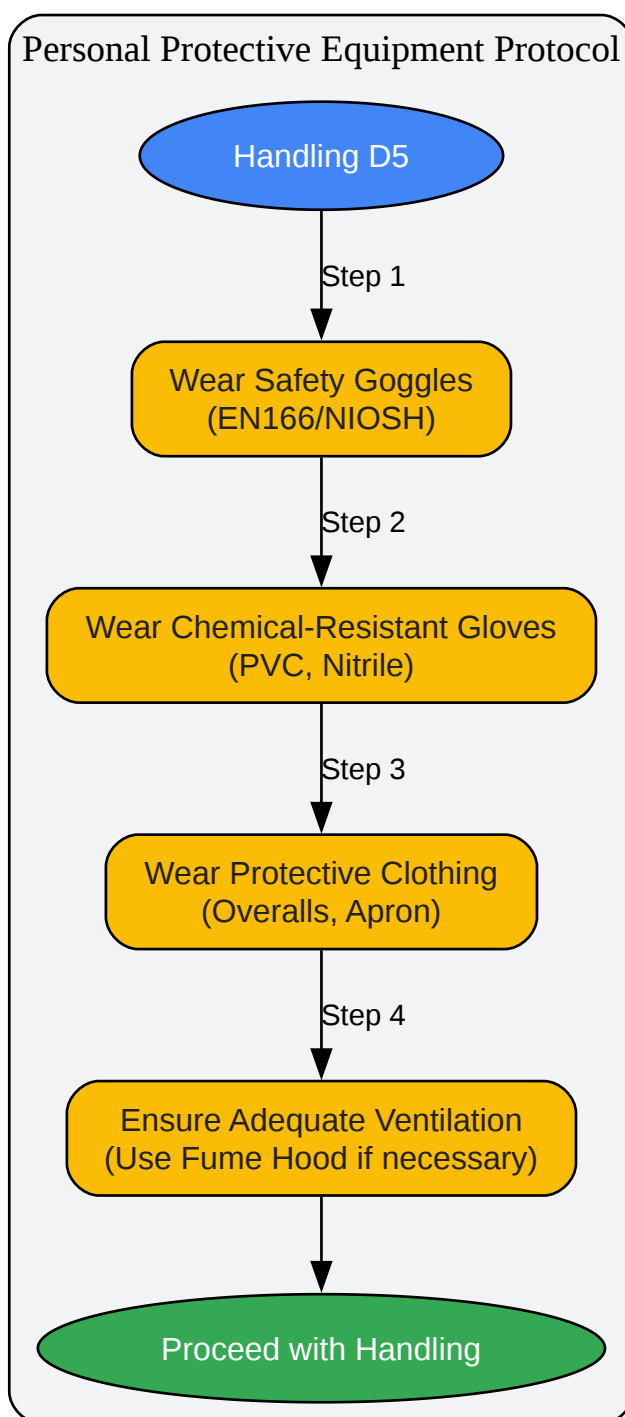 Personal Protective Equipment Protocol
Handling D5
Step 1
Wear Safety Goggles
(EN166/NIOSH)
Step 2
Wear Chemical-Resistant Gloves
(PVC, Nitrile)
Step 3
Wear Protective Clothing
(Overalls, Apron)
Step 4
Ensure Adequate Ventilation
(Use Fume Hood if necessary)
Proceed with Handling